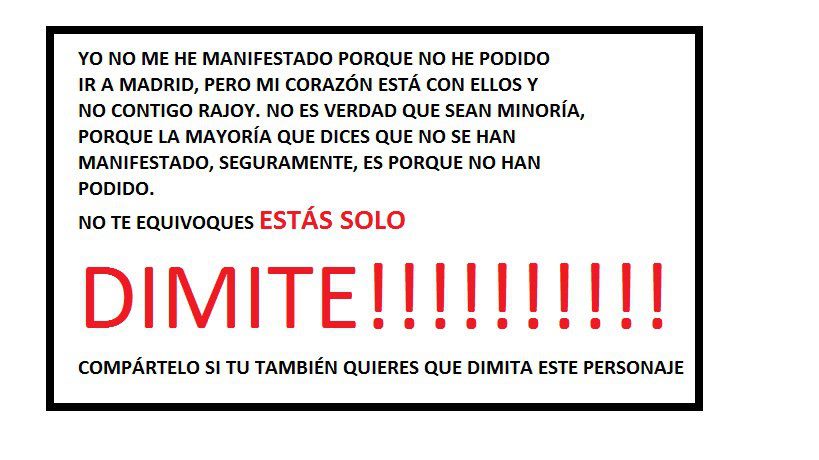 YO NO ME HE MANIFESTADO PORQUE NO HE PODIDO
IR A MADRID, PERO MI CORAZÓN ESTÁ CON ELLOS Y
NO CONTIGO RAJOY. NO ES VERDAD QUE SEAN MINORÍA,
PORQUE LA MAYORÍA QUE DICES QUE NO SE HAN
MANIFESTADO, SEGURAMENTE, ES PORQUE NO HAN
PODIDO.
NO TE EQUIVOQUES ESTÁS SOLO
DIMITE!!!!!!!!!!
COMPÁRTELO SI TU TAMBIÉN QUIERES QUE DIMITA ESTE PERSONAJE